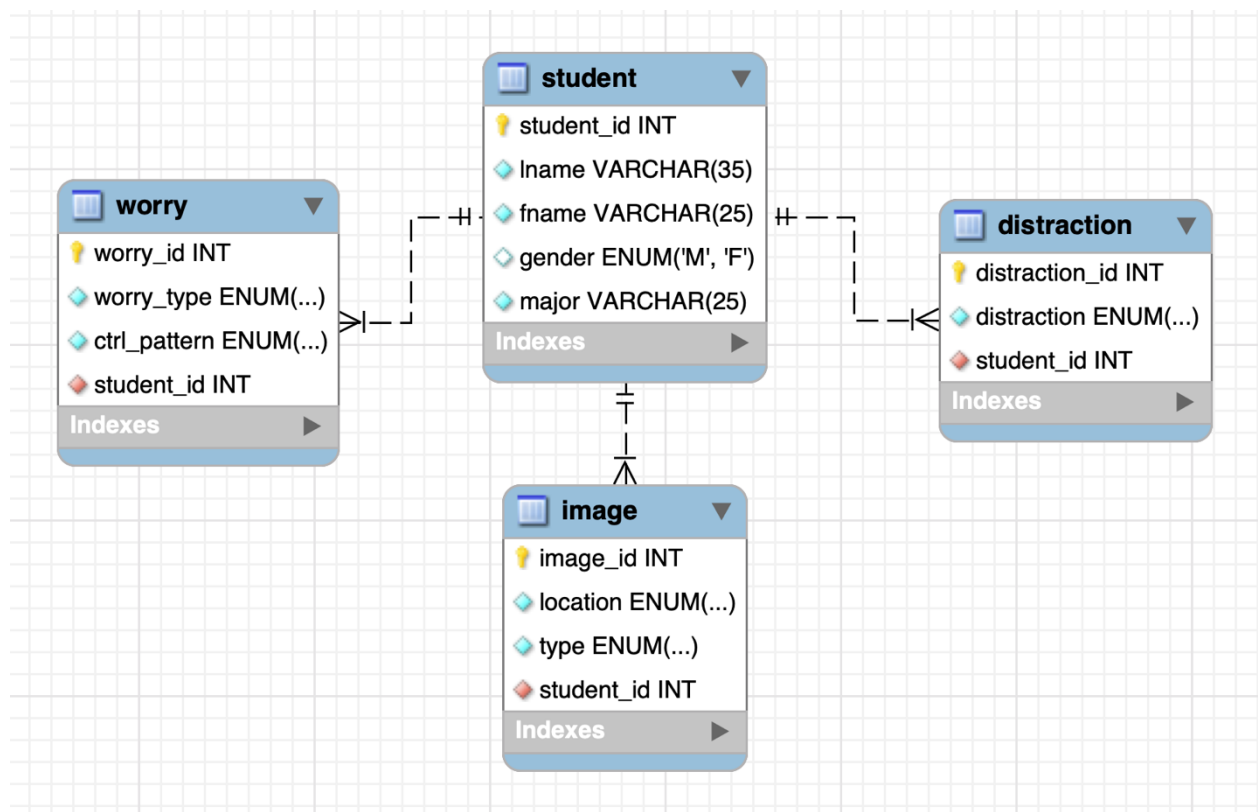 student
student_id INT
lname VARCHAR(35)
fname VARCHAR(25)
gender ENUM('M', 'F')
major VARCHAR(25)
Indexes
worry
worry_id INT
worry_type ENUM(...)
ctrl_pattern ENUM(...)
student_id INT
Indexes
distraction
distraction_id INT
distraction ENUM(...)
student_id INT
Indexes
image
image_id INT
location ENUM(...)
type ENUM(...)
student_id INT
Indexes